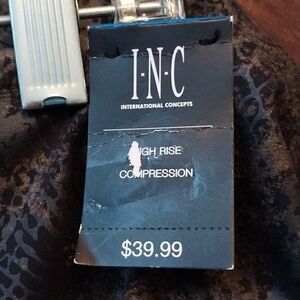 I·N·C
INTERNATIONAL CONCEPTS
IGH RISE
COMPRESSION
$39.99